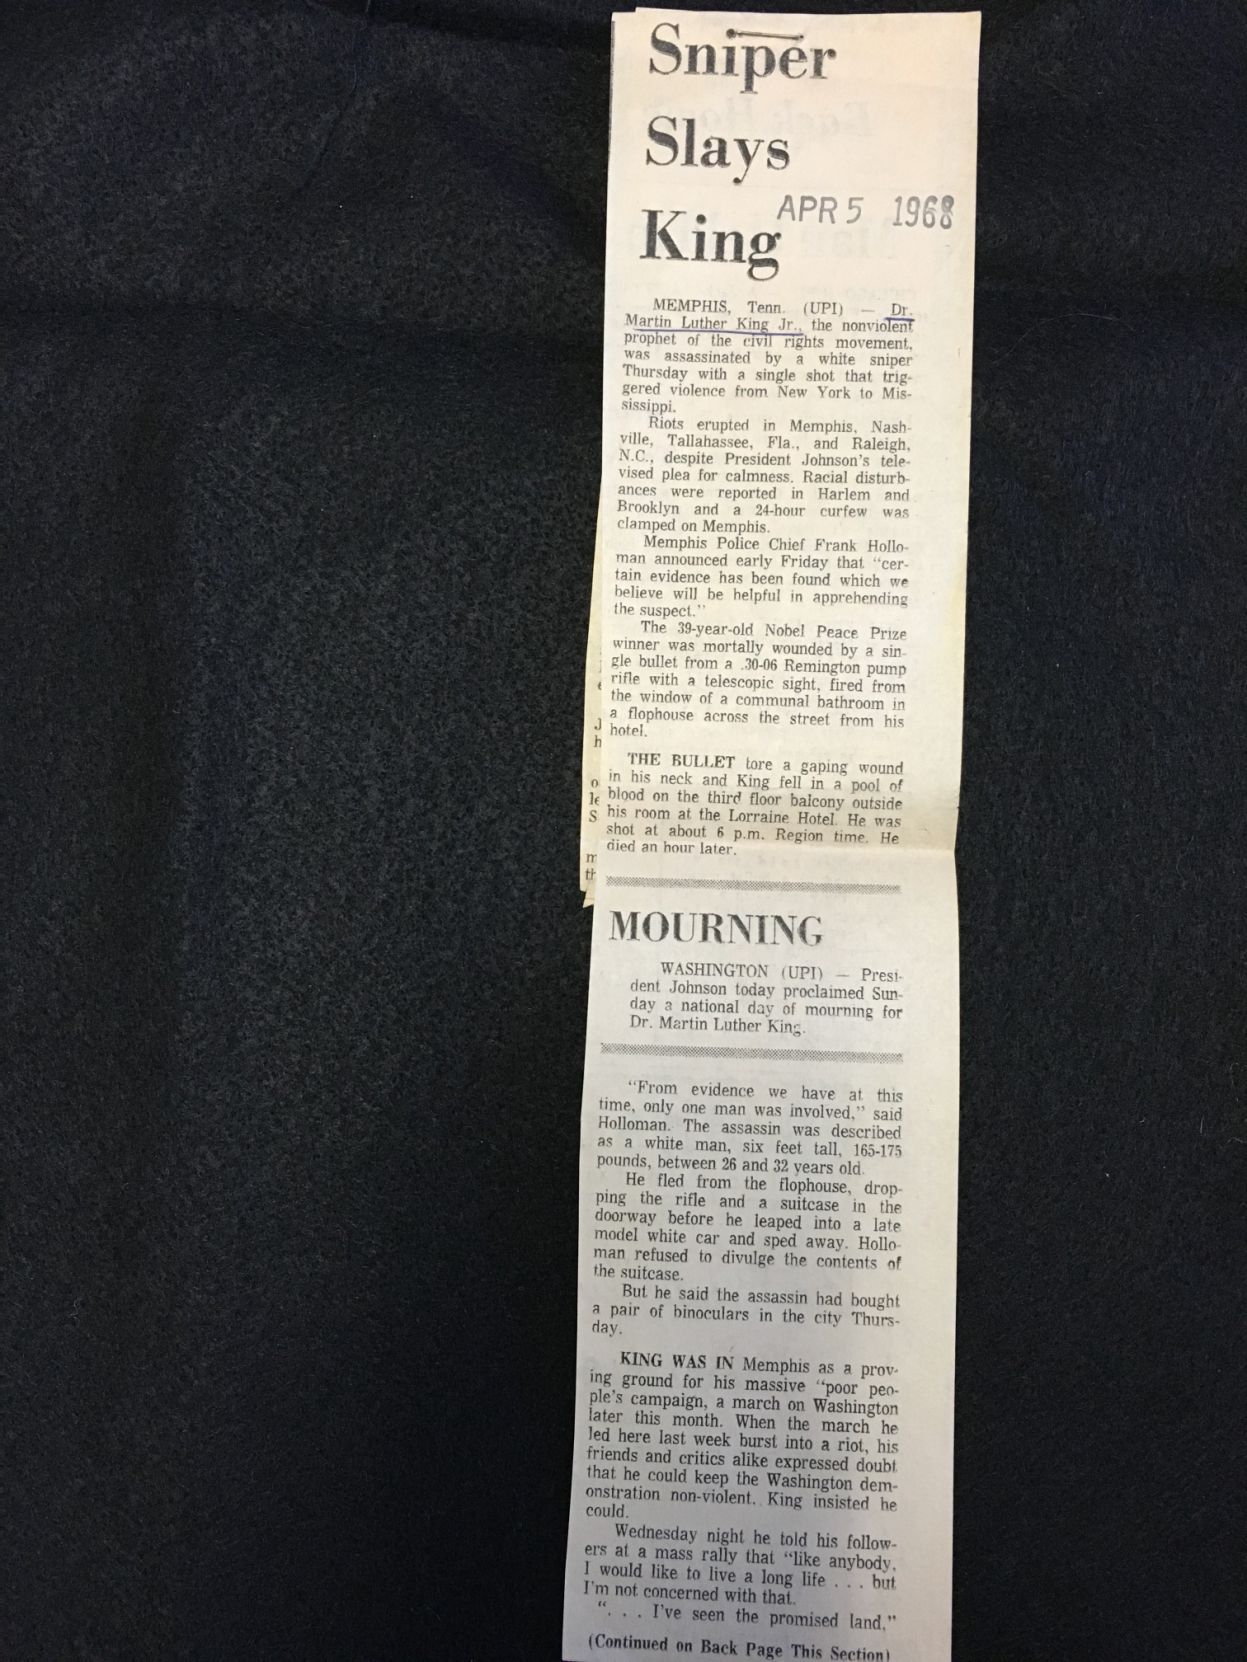 Sniper
Slays
King
APR 5 1968
MEMPHIS, Tenn. (UPI) — Dr.
Martin Luther King Jr., the nonviolent
prophet of the civil rights movement,
was assassinated by a white sniper
Thursday with a single shot that trig-
gered violence from New York to Mis-
sissippi.
Riots erupted in Memphis, Nash-
ville, Tallahassee, Fla., and Raleigh,
N.C., despite President Johnson's tele-
vised plea for calmness. Racial disturb-
ances were reported in Harlem and
Brooklyn and a 24-hour curfew was
clamped on Memphis.
Memphis Police Chief Frank Hollo-
man announced early Friday that "cer-
tain evidence has been found which we
believe will be helpful in apprehending
the suspect."
The 39-year-old Nobel Peace Prize
winner was mortally wounded by a sin-
gle bullet from a .30-06 Remington pump
rifle with a telescopic sight, fired from
the window of a communal bathroom in
a flophouse across the street from his
hotel.
THE BULLET tore a gaping wound
in his neck and King fell in a pool of
blood on the third floor balcony outside
his room at the Lorraine Hotel. He was
shot at about 6 p.m. Region time. He
died an hour later.
MOURNING
WASHINGTON (UPI) — Presi-
dent Johnson today proclaimed Sun-
day a national day of mourning for
Dr. Martin Luther King.
"From evidence we have at this
time, only one man was involved," said
Holloman. The assassin was described
as a white man, six feet tall, 165-175
pounds, between 26 and 32 years old.
He fled from the flophouse, drop-
ping the rifle and a suitcase in the
doorway before he leaped into a late
model white car and sped away. Hollo-
man refused to divulge the contents of
the suitcase.
But he said the assassin had bought
a pair of binoculars in the city Thurs-
day.
KING WAS IN Memphis as a prov-
ing ground for his massive "poor peo-
ple's campaign, a march on Washington
later this month. When the march he
led here last week burst into a riot, his
friends and critics alike expressed doubt
that he could keep the Washington dem-
onstration non-violent. King insisted he
could.
Wednesday night he told his follow-
ers at a mass rally that "like anybody,
I would like to live a long life . . . but
I'm not concerned with that.
". . . I've seen the promised land,"
(Continued on Back Page This Section)